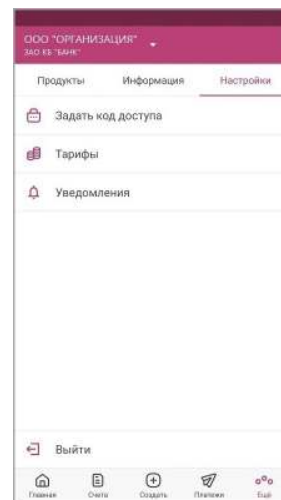 ООО "ОРГАНИЗАЦИЯ"
ЗАО КБ "БАНК"
Продукты Информация Настройки
Задать код доступа
Тарифы
Уведомления
Выйти
Главная Счета Создать Платежи Ещё